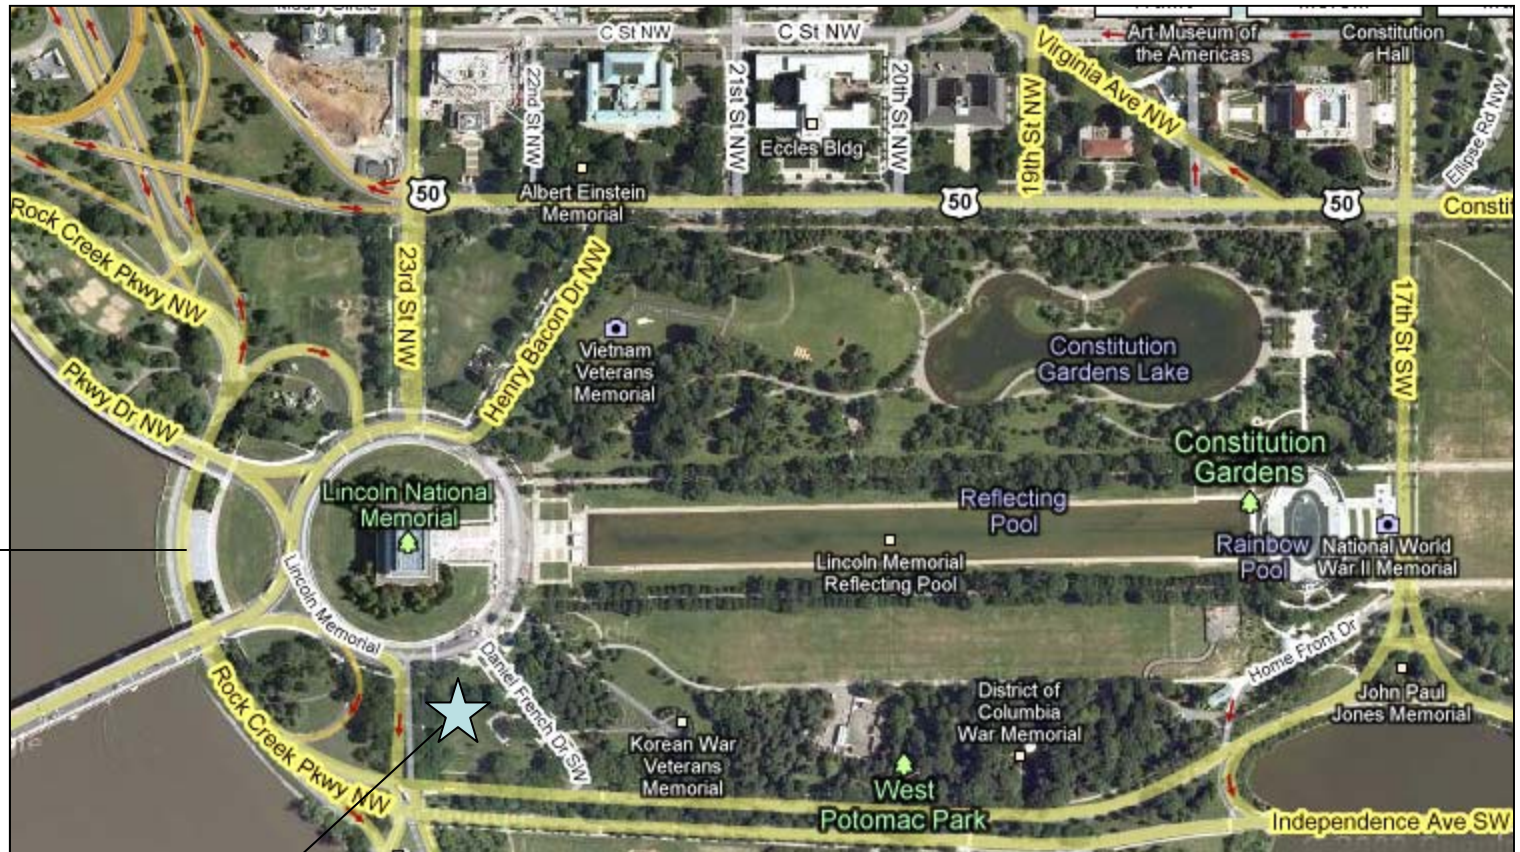 C St NW
C St NW
Art Museum of
the Americas
Constitution
Hall
Virginia Ave NW
22nd St NW
21st St NW
20th St NW
19th St NW
Ellipse Rd NW
Eccles Bldg
Albert Einstein
Memorial
50
50
50
Rock Creek Pkwy NW
23rd St NW
Henry Bacon Dr NW
17th St SW
Vietnam
Veterans
Memorial
Constitution
Gardens Lake
Pkwy Dr NW
Constitution
Gardens
Lincoln National
Memorial
Reflecting
Pool
Lincoln Memorial
Reflecting Pool
Rainbow
Pool
National World
War II Memorial
Lincoln Memorial
Daniel French Dr SW
Home Front Dr
Rock Creek Pkwy NW
Korean War
Veterans
Memorial
District of
Columbia
War Memorial
John Paul
Jones Memorial
West
Potomac Park
Independence Ave SW